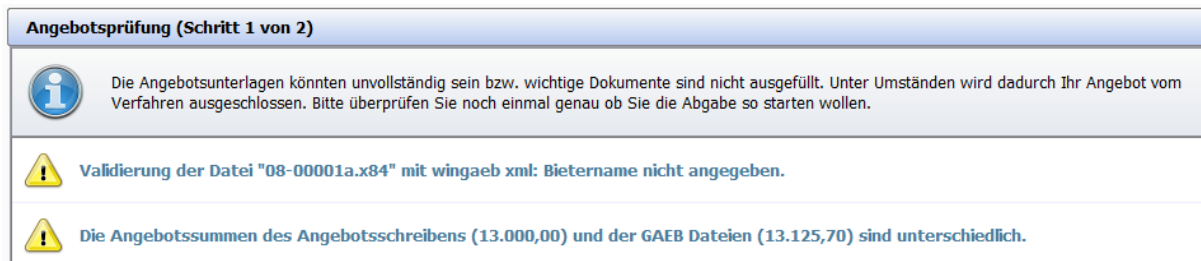 Angebotsprüfung (Schritt 1 von 2)
Die Angebotsunterlagen könnten unvollständig sein bzw. wichtige Dokumente sind nicht ausgefüllt. Unter Umständen wird dadurch Ihr Angebot vom
Verfahren ausgeschlossen. Bitte überprüfen Sie noch einmal genau ob Sie die Abgabe so starten wollen.
Validierung der Datei "08-00001a.x84" mit wingaeb xml: Bietername nicht angegeben.
Die Angebotssummen des Angebotsschreibens (13.000,00) und der GAEB Dateien (13.125,70) sind unterschiedlich.